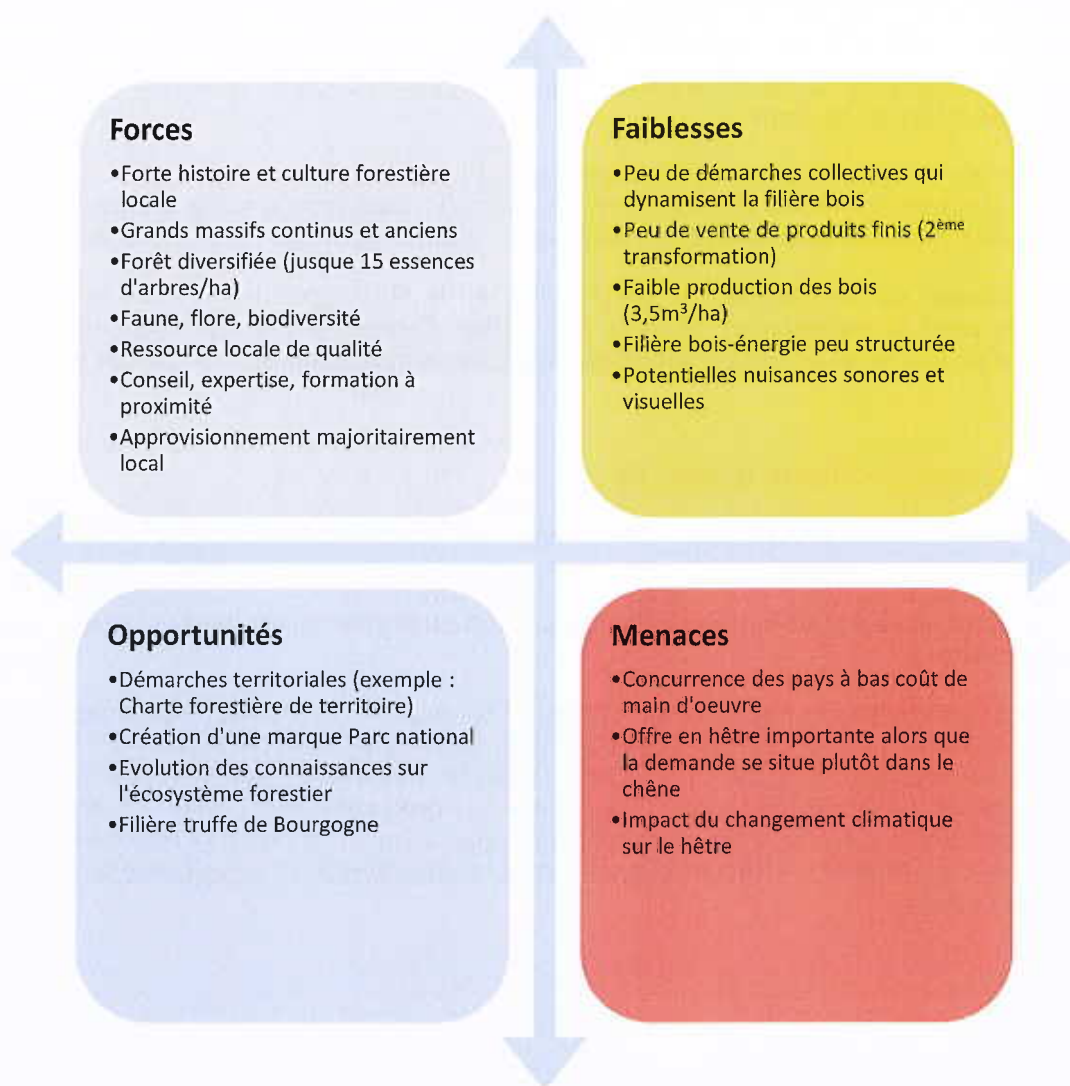 Forces
•Forte histoire et culture forestière
locale
•Grands massifs continus et anciens
•Forêt diversifiée (jusque 15 essences
d'arbres/ha)
•Faune, flore, biodiversité
•Ressource locale de qualité
•Conseil, expertise, formation à
proximité
•Approvisionnement majoritairement
local
Faiblesses
•Peu de démarches collectives qui
dynamisent la filière bois
•Peu de vente de produits finis (2ème
transformation)
•Faible production des bois
(3,5m³/ha)
•Filière bois-énergie peu structurée
•Potentielles nuisances sonores et
visuelles
Opportunités
•Démarches territoriales (exemple :
Charte forestière de territoire)
•Création d'une marque Parc national
•Evolution des connaissances sur
l'écosystème forestier
•Filière truffe de Bourgogne
Menaces
•Concurrence des pays à bas coût de
main d'oeuvre
•Offre en hêtre importante alors que
la demande se situe plutôt dans le
chêne
•Impact du changement climatique
sur le hêtre